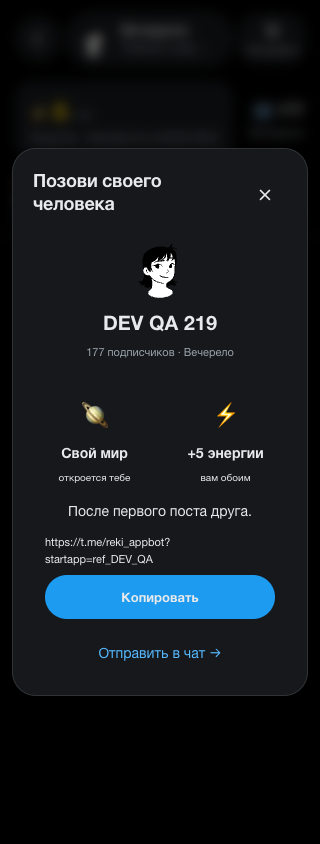 Позови своего
человека
DEV QA 219
177 подписчиков · Вечерело
Свой мир
+5 энергии
откроется тебе
вам обоим
После первого поста друга.
https://t.me/reki_appbot?
startapp=ref_DEV_QA
Копировать
Отправить в чат →